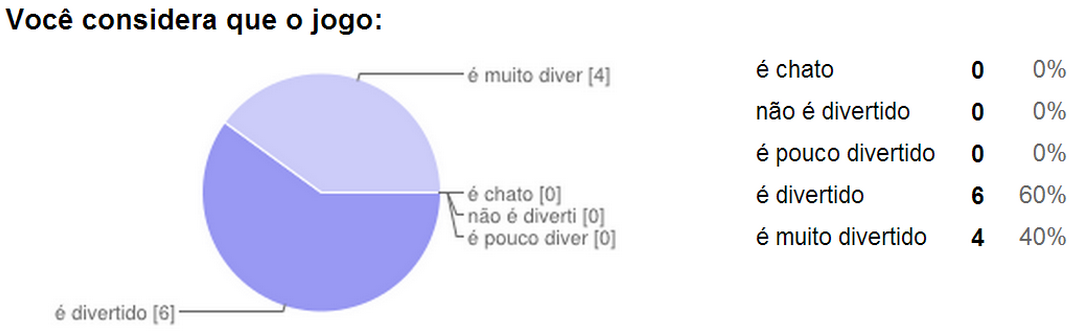 Você considera que o jogo:
é muito diver [4]
é chato [0]
não é diverti [0]
é pouco diver [0]
é divertido [6]
é chato 0 0%
não é divertido 0 0%
é pouco divertido 0 0%
é divertido 6 60%
é muito divertido 4 40%